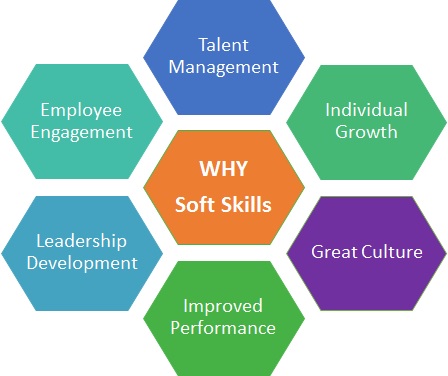 Talent
Management
Employee
Engagement
Individual
Growth
WHY
Soft Skills
Leadership
Development
Great Culture
Improved
Performance